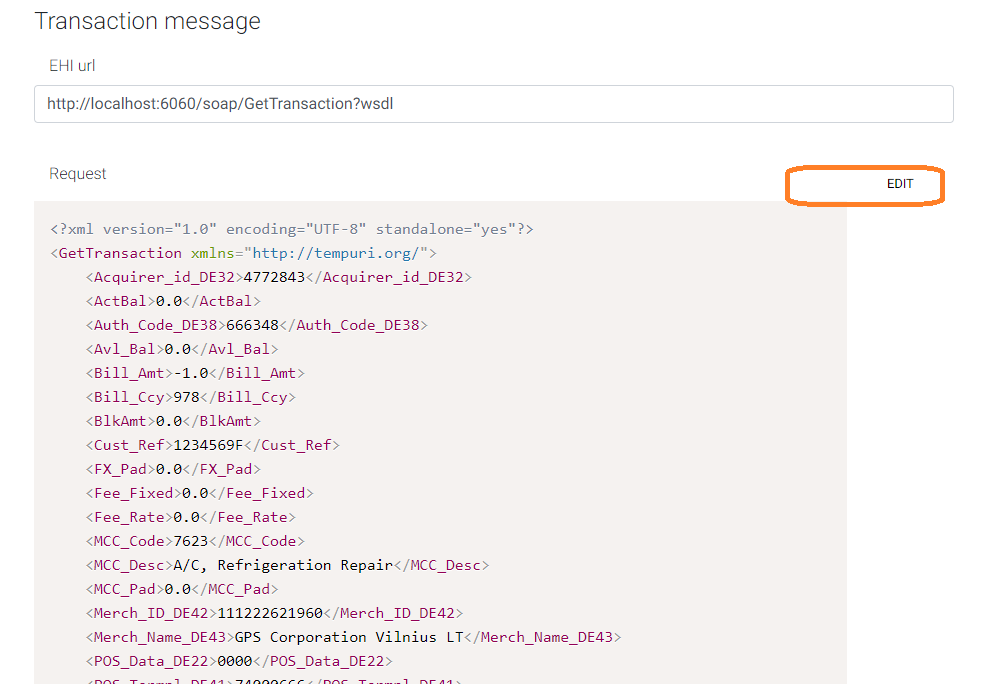 Transaction message
EHI url
http://localhost:6060/soap/GetTransaction?wsdl
Request
EDIT
<?xml version="1.0" encoding="UTF-8" standalone="yes"?>
<GetTransaction xmlns="http://tempuri.org/">
<Acquirer_id_DE32>4772843</Acquirer_id_DE32>
<ActBal>0.0</ActBal>
<Auth_Code_DE38>666348</Auth_Code_DE38>
<Avl_Bal>0.0</Avl_Bal>
<Bill_Amt>-1.0</Bill_Amt>
<Bill_Ccy>978</Bill_Ccy>
<BlkAmt>0.0</BlkAmt>
<Cust_Ref>1234569F</Cust_Ref>
<FX_Pad>0.0</FX_Pad>
<Fee_Fixed>0.0</Fee_Fixed>
<Fee_Rate>0.0</Fee_Rate>
<MCC_Code>7623</MCC_Code>
<MCC_Desc>A/C, Refrigeration Repair</MCC_Desc>
<MCC_Pad>0.0</MCC_Pad>
<Merch_ID_DE42>111222621960</Merch_ID_DE42>
<Merch_Name_DE43>GPS Corporation Vilnius LT</Merch_Name_DE43>
<POS_Data_DE22>0000</POS_Data_DE22>